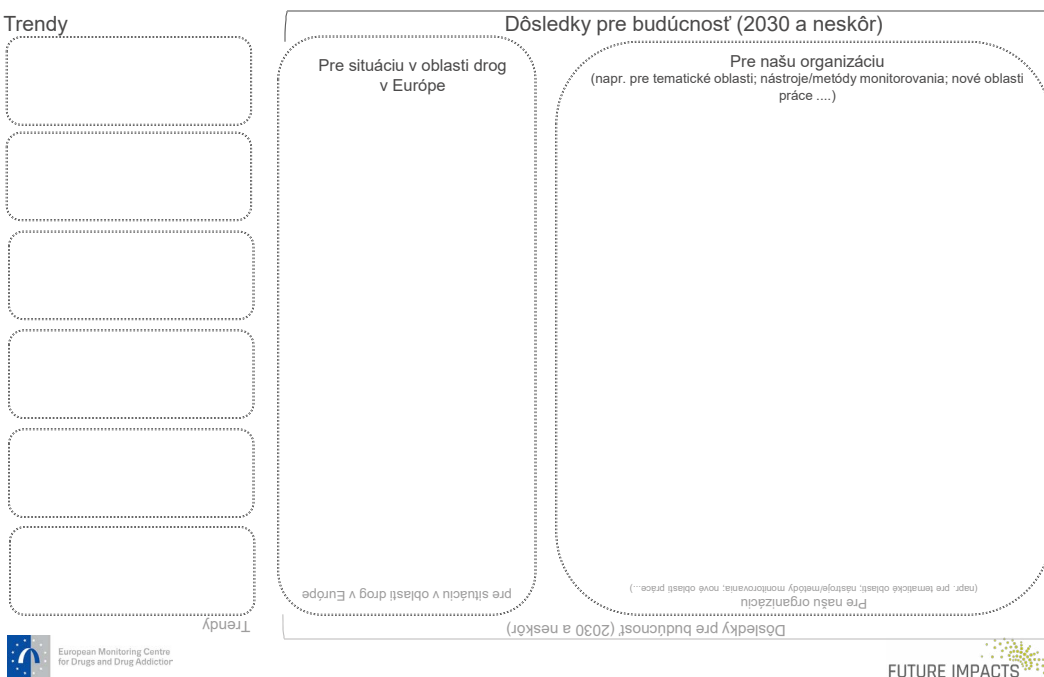 Trendy
Dôsledky pre budúcnosť (2030 a neskôr)
Pre situáciu v oblasti drog
v Európe
Pre našu organizáciu
(napr. pre tematické oblasti; nástroje/metódy monitorovania; nové oblasti
práce ....)
pre situáciu v oblasti drog v Európe
Pre našu organizáciu
(napr. pre tematické oblasti; nástroje/metódy monitorovania; nové oblasti práce....)
Trendy
Dôsledky pre budúcnosť (2030 a neskôr)
European Monitoring Centre
for Drugs and Drug Addiction
FUTURE IMPACTS